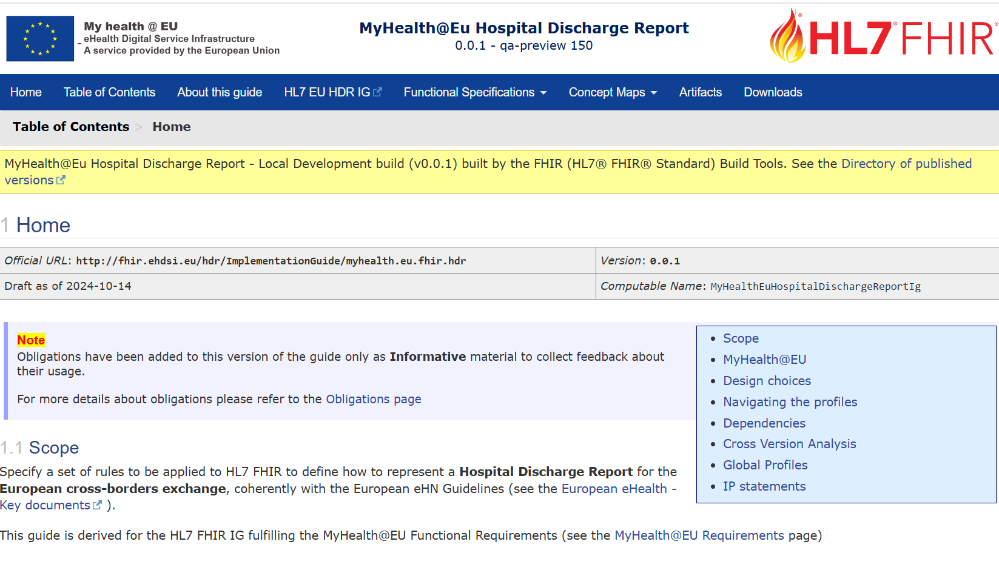 My health @ EU
eHealth Digital Service Infrastructure
A service provided by the European Union
MyHealth@Eu Hospital Discharge Report
0.0.1 - qa-preview 150
HL7® FHIR®
Home Table of Contents About this guide HL7 EU HDR IG Functional Specifications Concept Maps Artifacts Downloads
Table of Contents > Home
MyHealth@Eu Hospital Discharge Report - Local Development build (v0.0.1) built by the FHIR (HL7® FHIR® Standard) Build Tools. See the Directory of published
versions
1 Home
Official URL: http://fhir.ehdsi.eu/hdr/ImplementationGuide/myhealth.eu.fhir.hdr Version: 0.0.1
Draft as of 2024-10-14 Computable Name: MyHealthEuHospitalDischargeReportIg
Note
Obligations have been added to this version of the guide only as Informative material to collect feedback about
their usage.
For more details about obligations please refer to the Obligations page
• Scope
• MyHealth@EU
• Design choices
• Navigating the profiles
• Dependencies
• Cross Version Analysis
• Global Profiles
• IP statements
1.1 Scope
Specify a set of rules to be applied to HL7 FHIR to define how to represent a Hospital Discharge Report for the
European cross-borders exchange, coherently with the European eHN Guidelines (see the European eHealth -
Key documents ).
This guide is derived for the HL7 FHIR IG fulfilling the MyHealth@EU Functional Requirements (see the MyHealth@EU Requirements page)